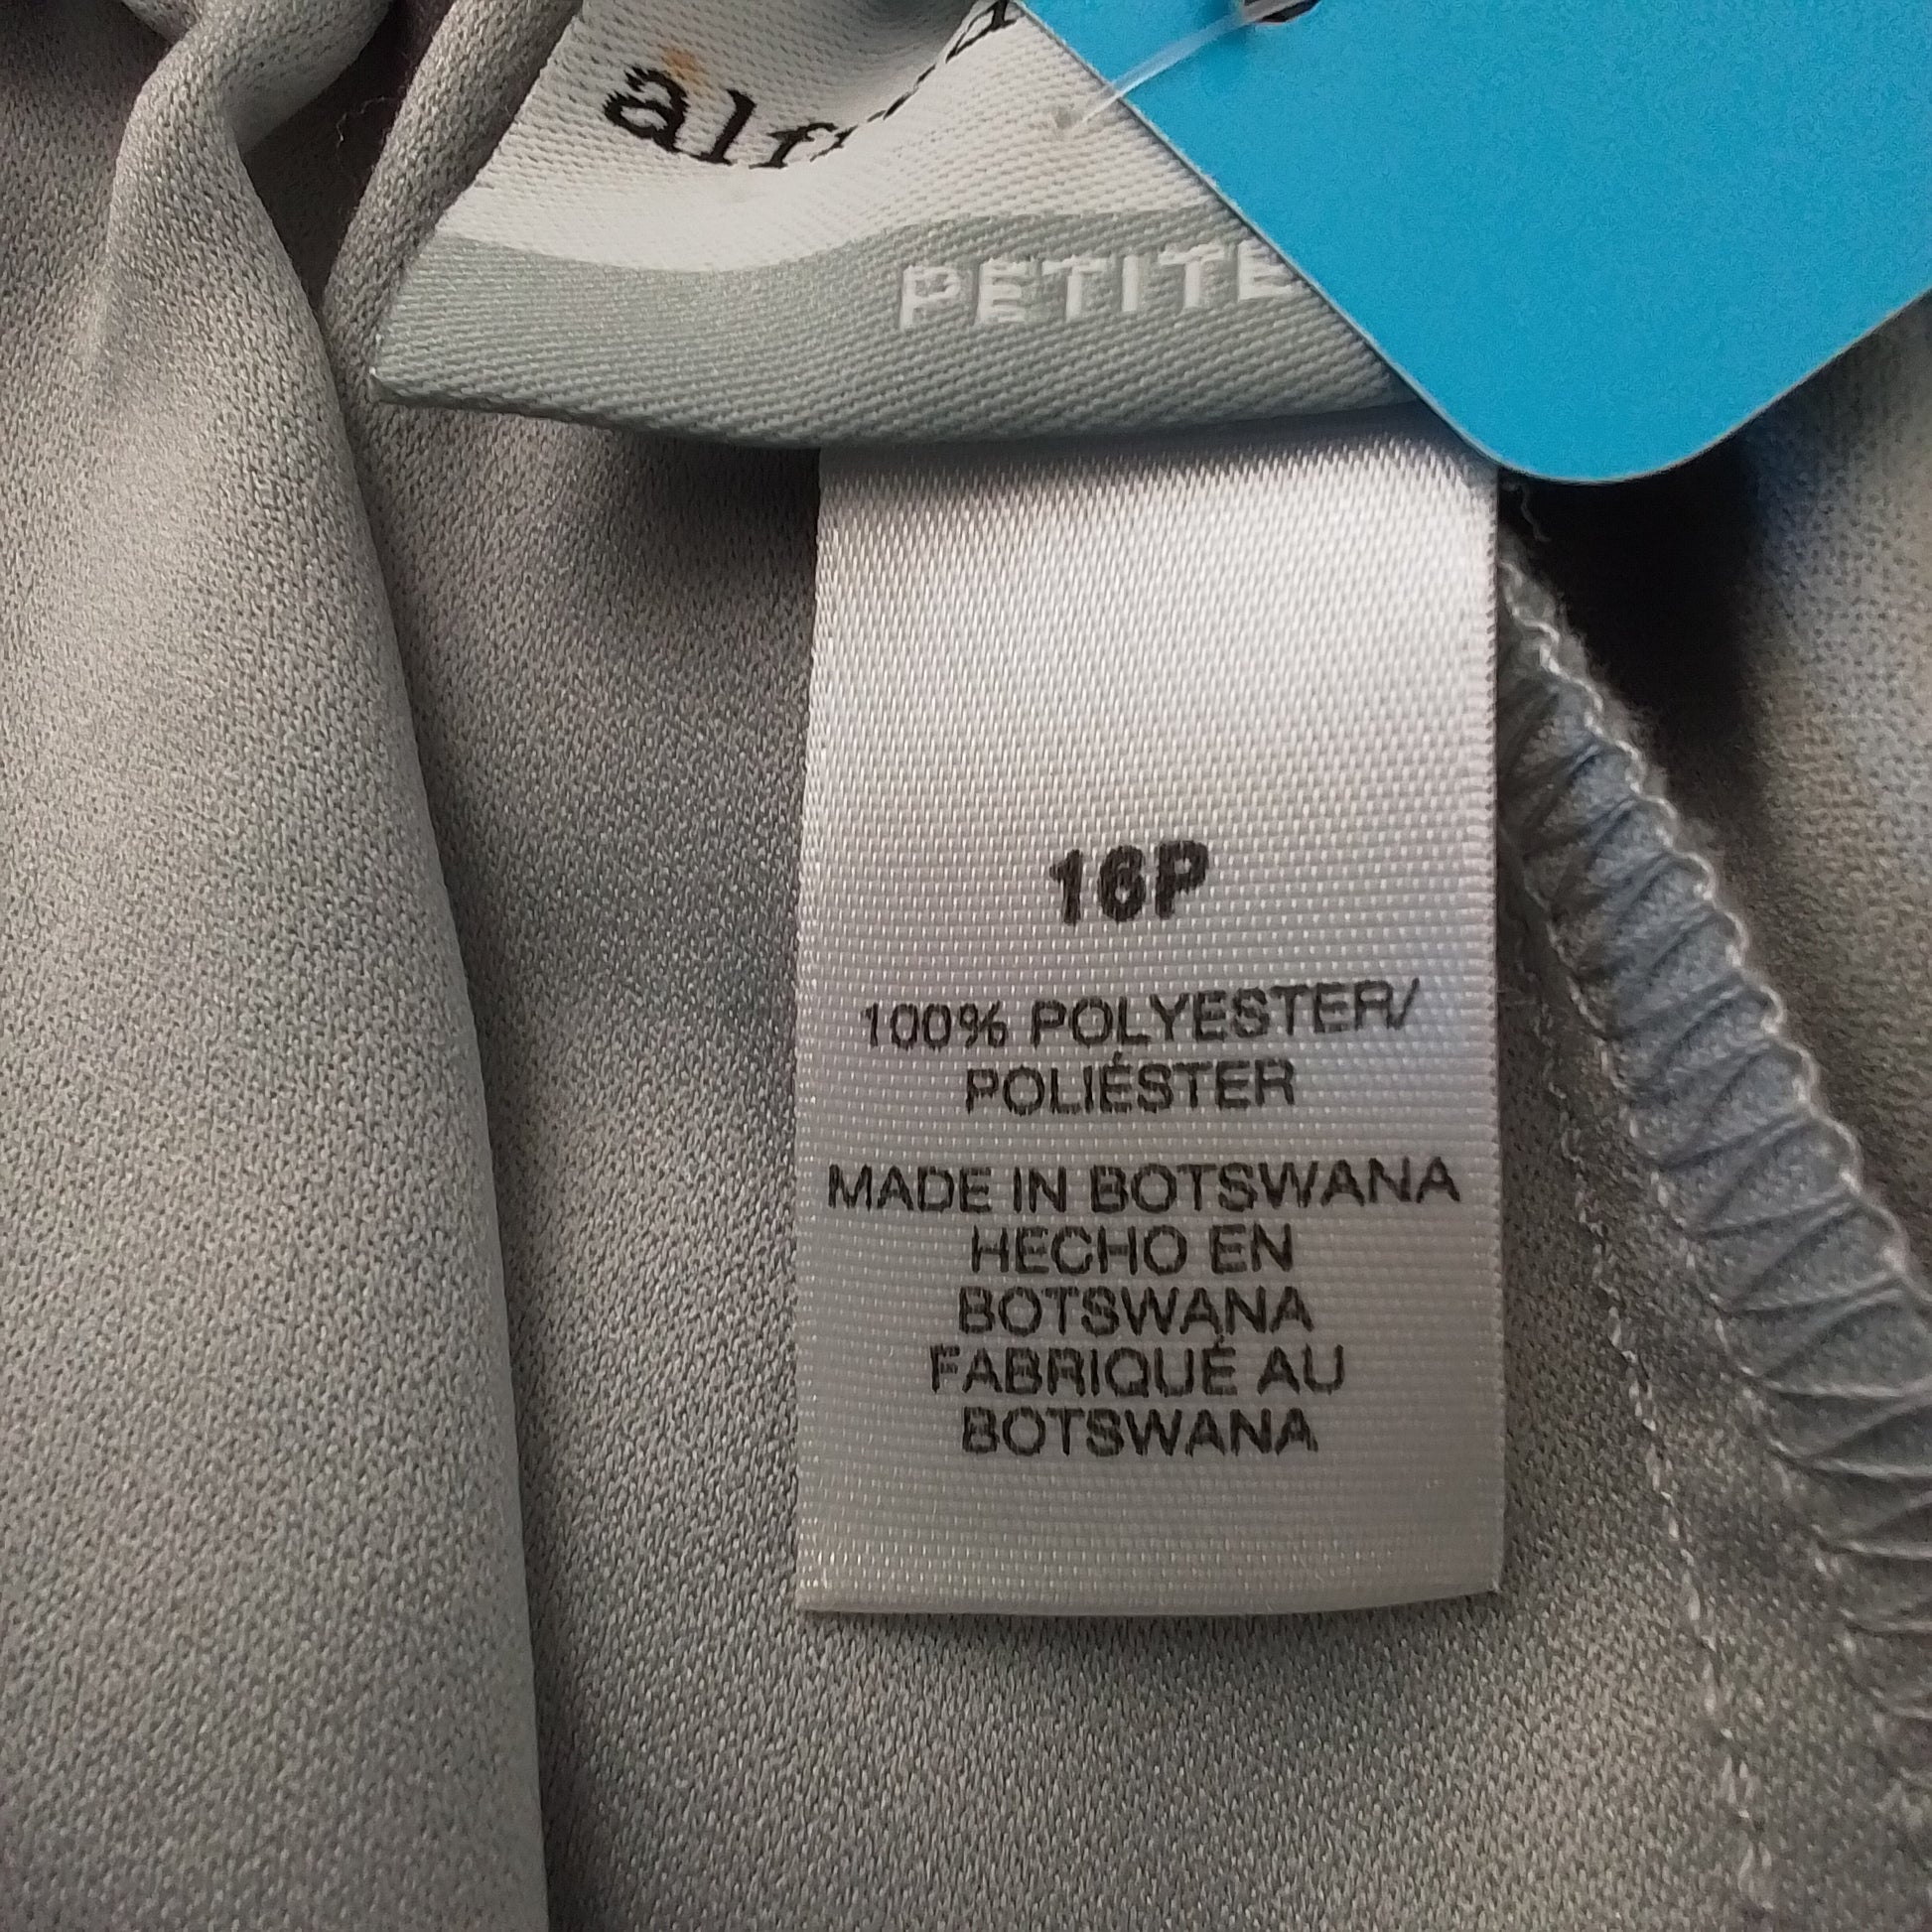 PETITE
16P
100% POLYESTER/
POLIÉSTER
MADE IN BOTSWANA
HECHO EN
BOTSWANA
FABRIQUÉ AU
BOTSWANA